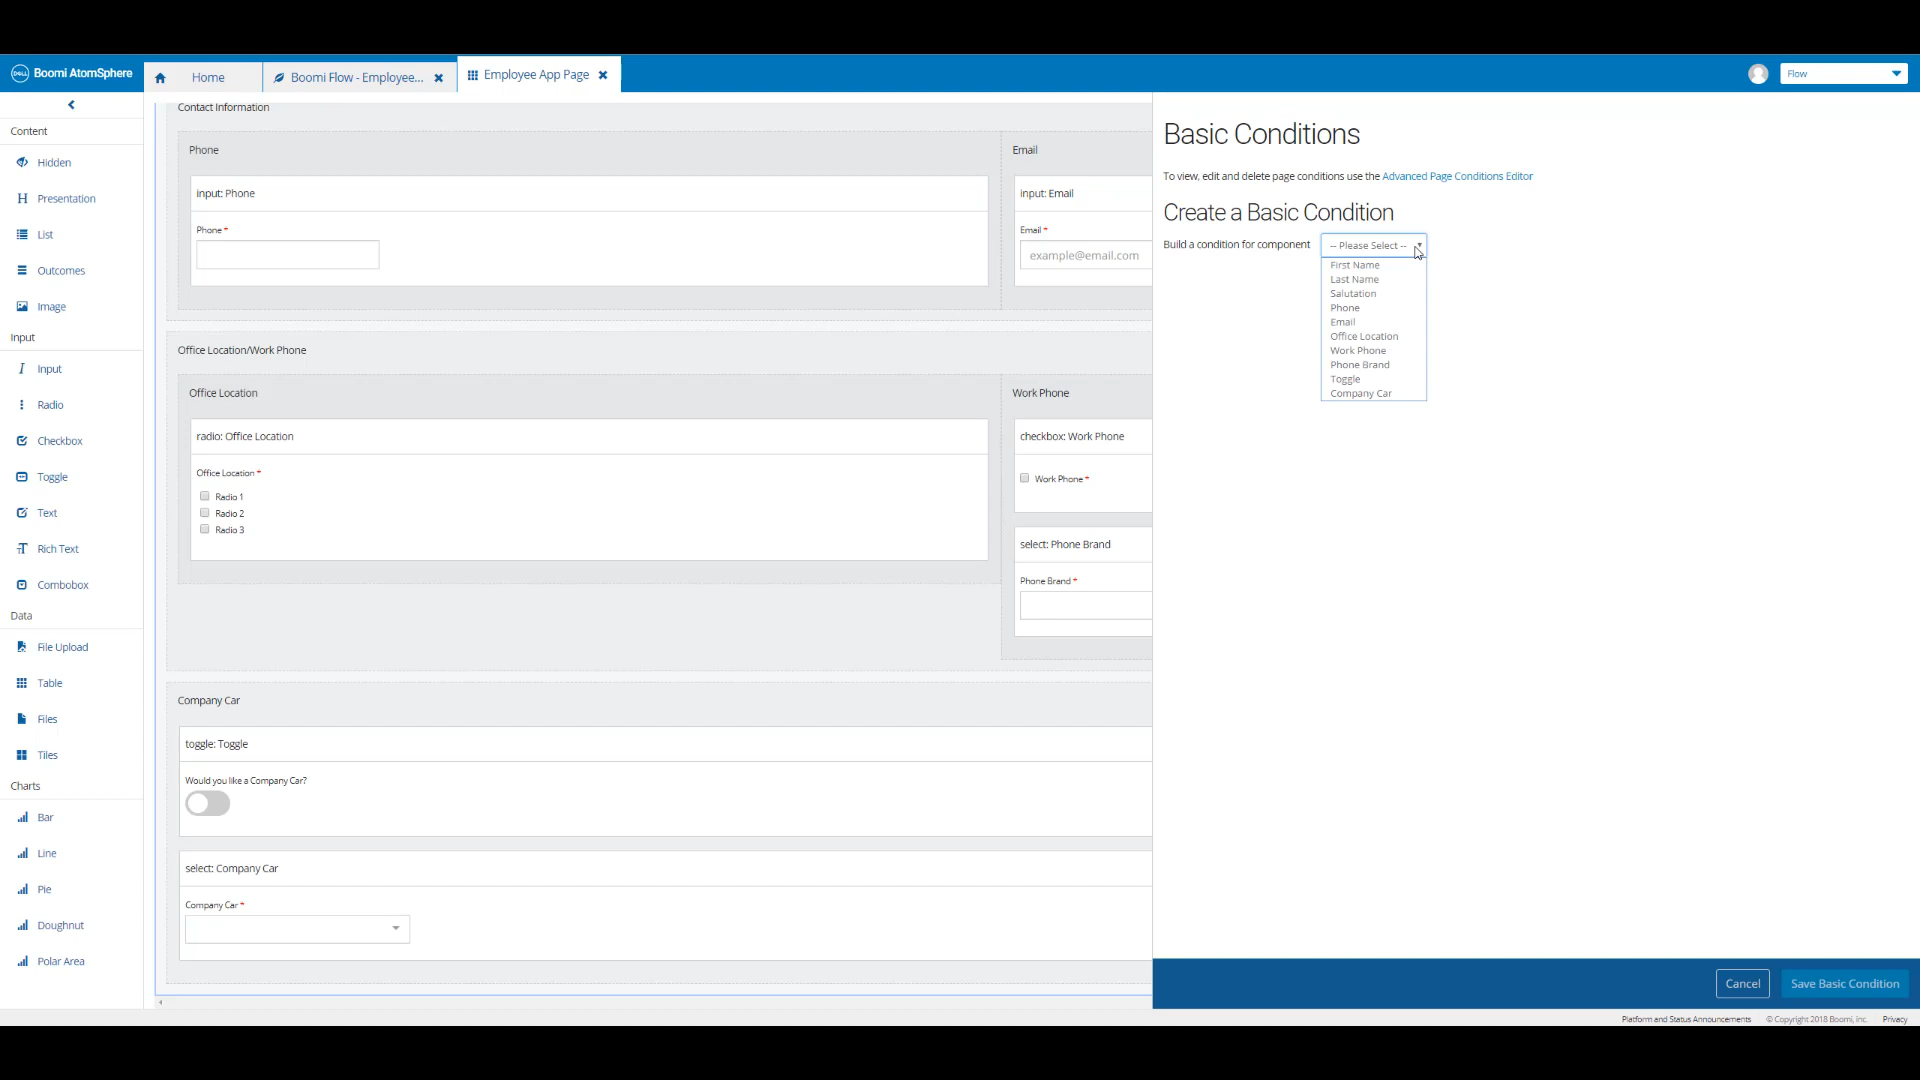 DELL Boomi AtomSphere
Home
Boomi Flow - Employee...
Employee App Page
Flow
Content
Hidden
Presentation
List
Outcomes
Image
Input
Input
Radio
Checkbox
Toggle
Text
Rich Text
Combobox
Data
File Upload
Table
Files
Tiles
Charts
Bar
Line
Pie
Doughnut
Polar Area
Contact Information
Phone
input: Phone
Phone *
Email
input: Email
Email *
example@email.com
Office Location/Work Phone
Office Location
radio: Office Location
Office Location *
Radio 1
Radio 2
Radio 3
Work Phone
checkbox: Work Phone
Work Phone *
select: Phone Brand
Phone Brand *
Company Car
toggle: Toggle
Would you like a Company Car?
select: Company Car
Company Car *
Basic Conditions
To view, edit and delete page conditions use the Advanced Page Conditions Editor
Create a Basic Condition
Build a condition for component -- Please Select --
First Name
Last Name
Salutation
Phone
Email
Office Location
Work Phone
Phone Brand
Toggle
Company Car
Cancel
Save Basic Condition
Platform and Status Announcements © Copyright 2018 Boomi, Inc. Privacy